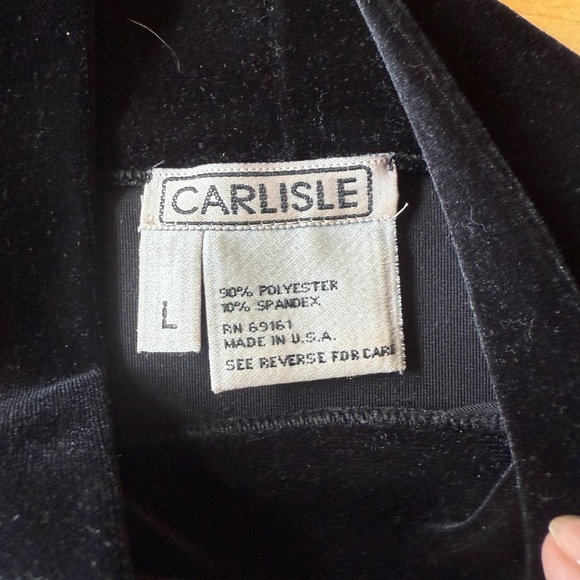 CARLISLE
L
90% POLYESTER
10% SPANDEX
RN 69161
MADE IN U.S.A.
SEE REVERSE FOR CARE